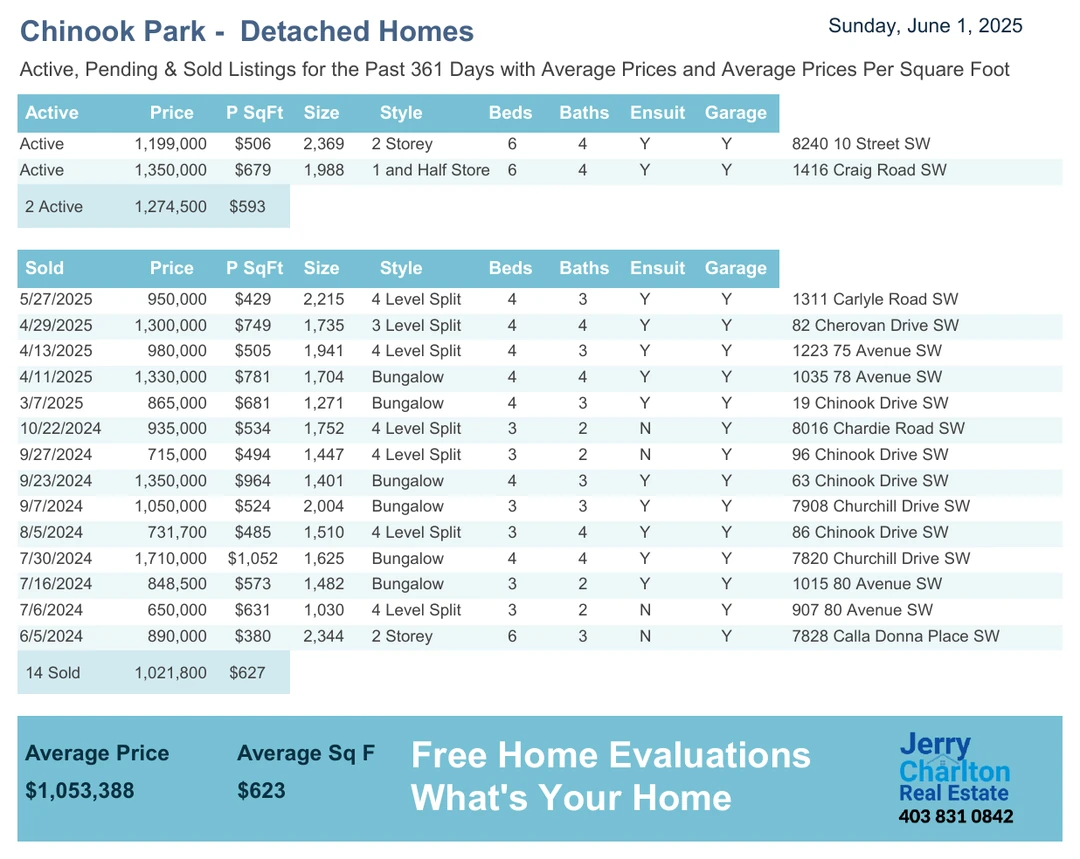 Chinook Park - Detached Homes
Sunday, June 1, 2025
Active, Pending & Sold Listings for the Past 361 Days with Average Prices and Average Prices Per Square Foot
Active Price P SqFt Size Style Beds Baths Ensuit Garage
Active 1,199,000 $506 2,369 2 Storey 6 4 Y Y 8240 10 Street SW
Active 1,350,000 $679 1,988 1 and Half Store 6 4 Y Y 1416 Craig Road SW
2 Active 1,274,500 $593
Sold Price P SqFt Size Style Beds Baths Ensuit Garage
5/27/2025 950,000 $429 2,215 4 Level Split 4 3 Y Y 1311 Carlyle Road SW
4/29/2025 1,300,000 $749 1,735 3 Level Split 4 4 Y Y 82 Cherovan Drive SW
4/13/2025 980,000 $505 1,941 4 Level Split 4 3 Y Y 1223 75 Avenue SW
4/11/2025 1,330,000 $781 1,704 Bungalow 4 4 Y Y 1035 78 Avenue SW
3/7/2025 865,000 $681 1,271 Bungalow 4 3 Y Y 19 Chinook Drive SW
10/22/2024 935,000 $534 1,752 4 Level Split 3 2 N Y 8016 Chardie Road SW
9/27/2024 715,000 $494 1,447 4 Level Split 3 2 N Y 96 Chinook Drive SW
9/23/2024 1,350,000 $964 1,401 Bungalow 4 3 Y Y 63 Chinook Drive SW
9/7/2024 1,050,000 $524 2,004 Bungalow 3 3 Y Y 7908 Churchill Drive SW
8/5/2024 731,700 $485 1,510 4 Level Split 3 4 Y Y 86 Chinook Drive SW
7/30/2024 1,710,000 $1,052 1,625 Bungalow 4 4 Y Y 7820 Churchill Drive SW
7/16/2024 848,500 $573 1,482 Bungalow 3 2 Y Y 1015 80 Avenue SW
7/6/2024 650,000 $631 1,030 4 Level Split 3 2 N Y 907 80 Avenue SW
6/5/2024 890,000 $380 2,344 2 Storey 6 3 N Y 7828 Calla Donna Place SW
14 Sold 1,021,800 $627
Average Price Average Sq F
$1,053,388 $623
Free Home Evaluations
What's Your Home
Jerry
Charlton
Real Estate
403 831 0842